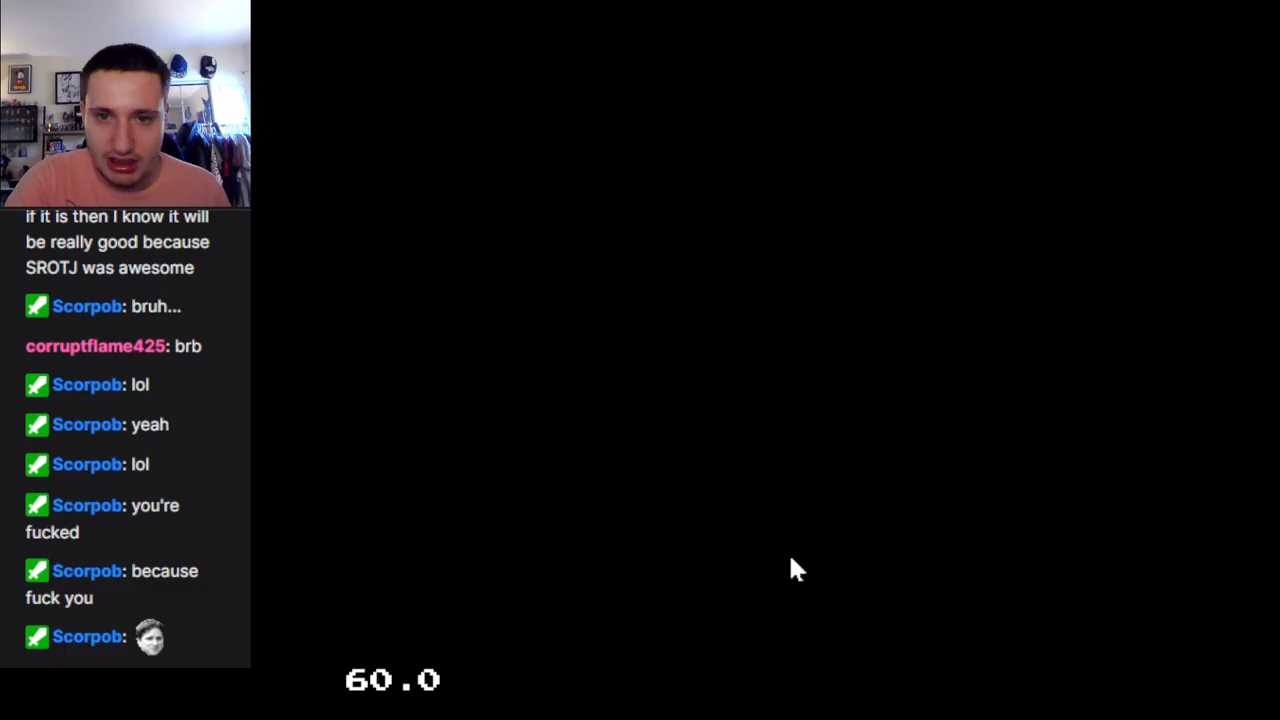 if it is then I know it will
be really good because
SROTJ was awesome
Scorpob: bruh...
corruptflame425: brb
Scorpob: lol
Scorpob: yeah
Scorpob: lol
Scorpob: you're
fucked
Scorpob: because
fuck you
Scorpob:
60.0